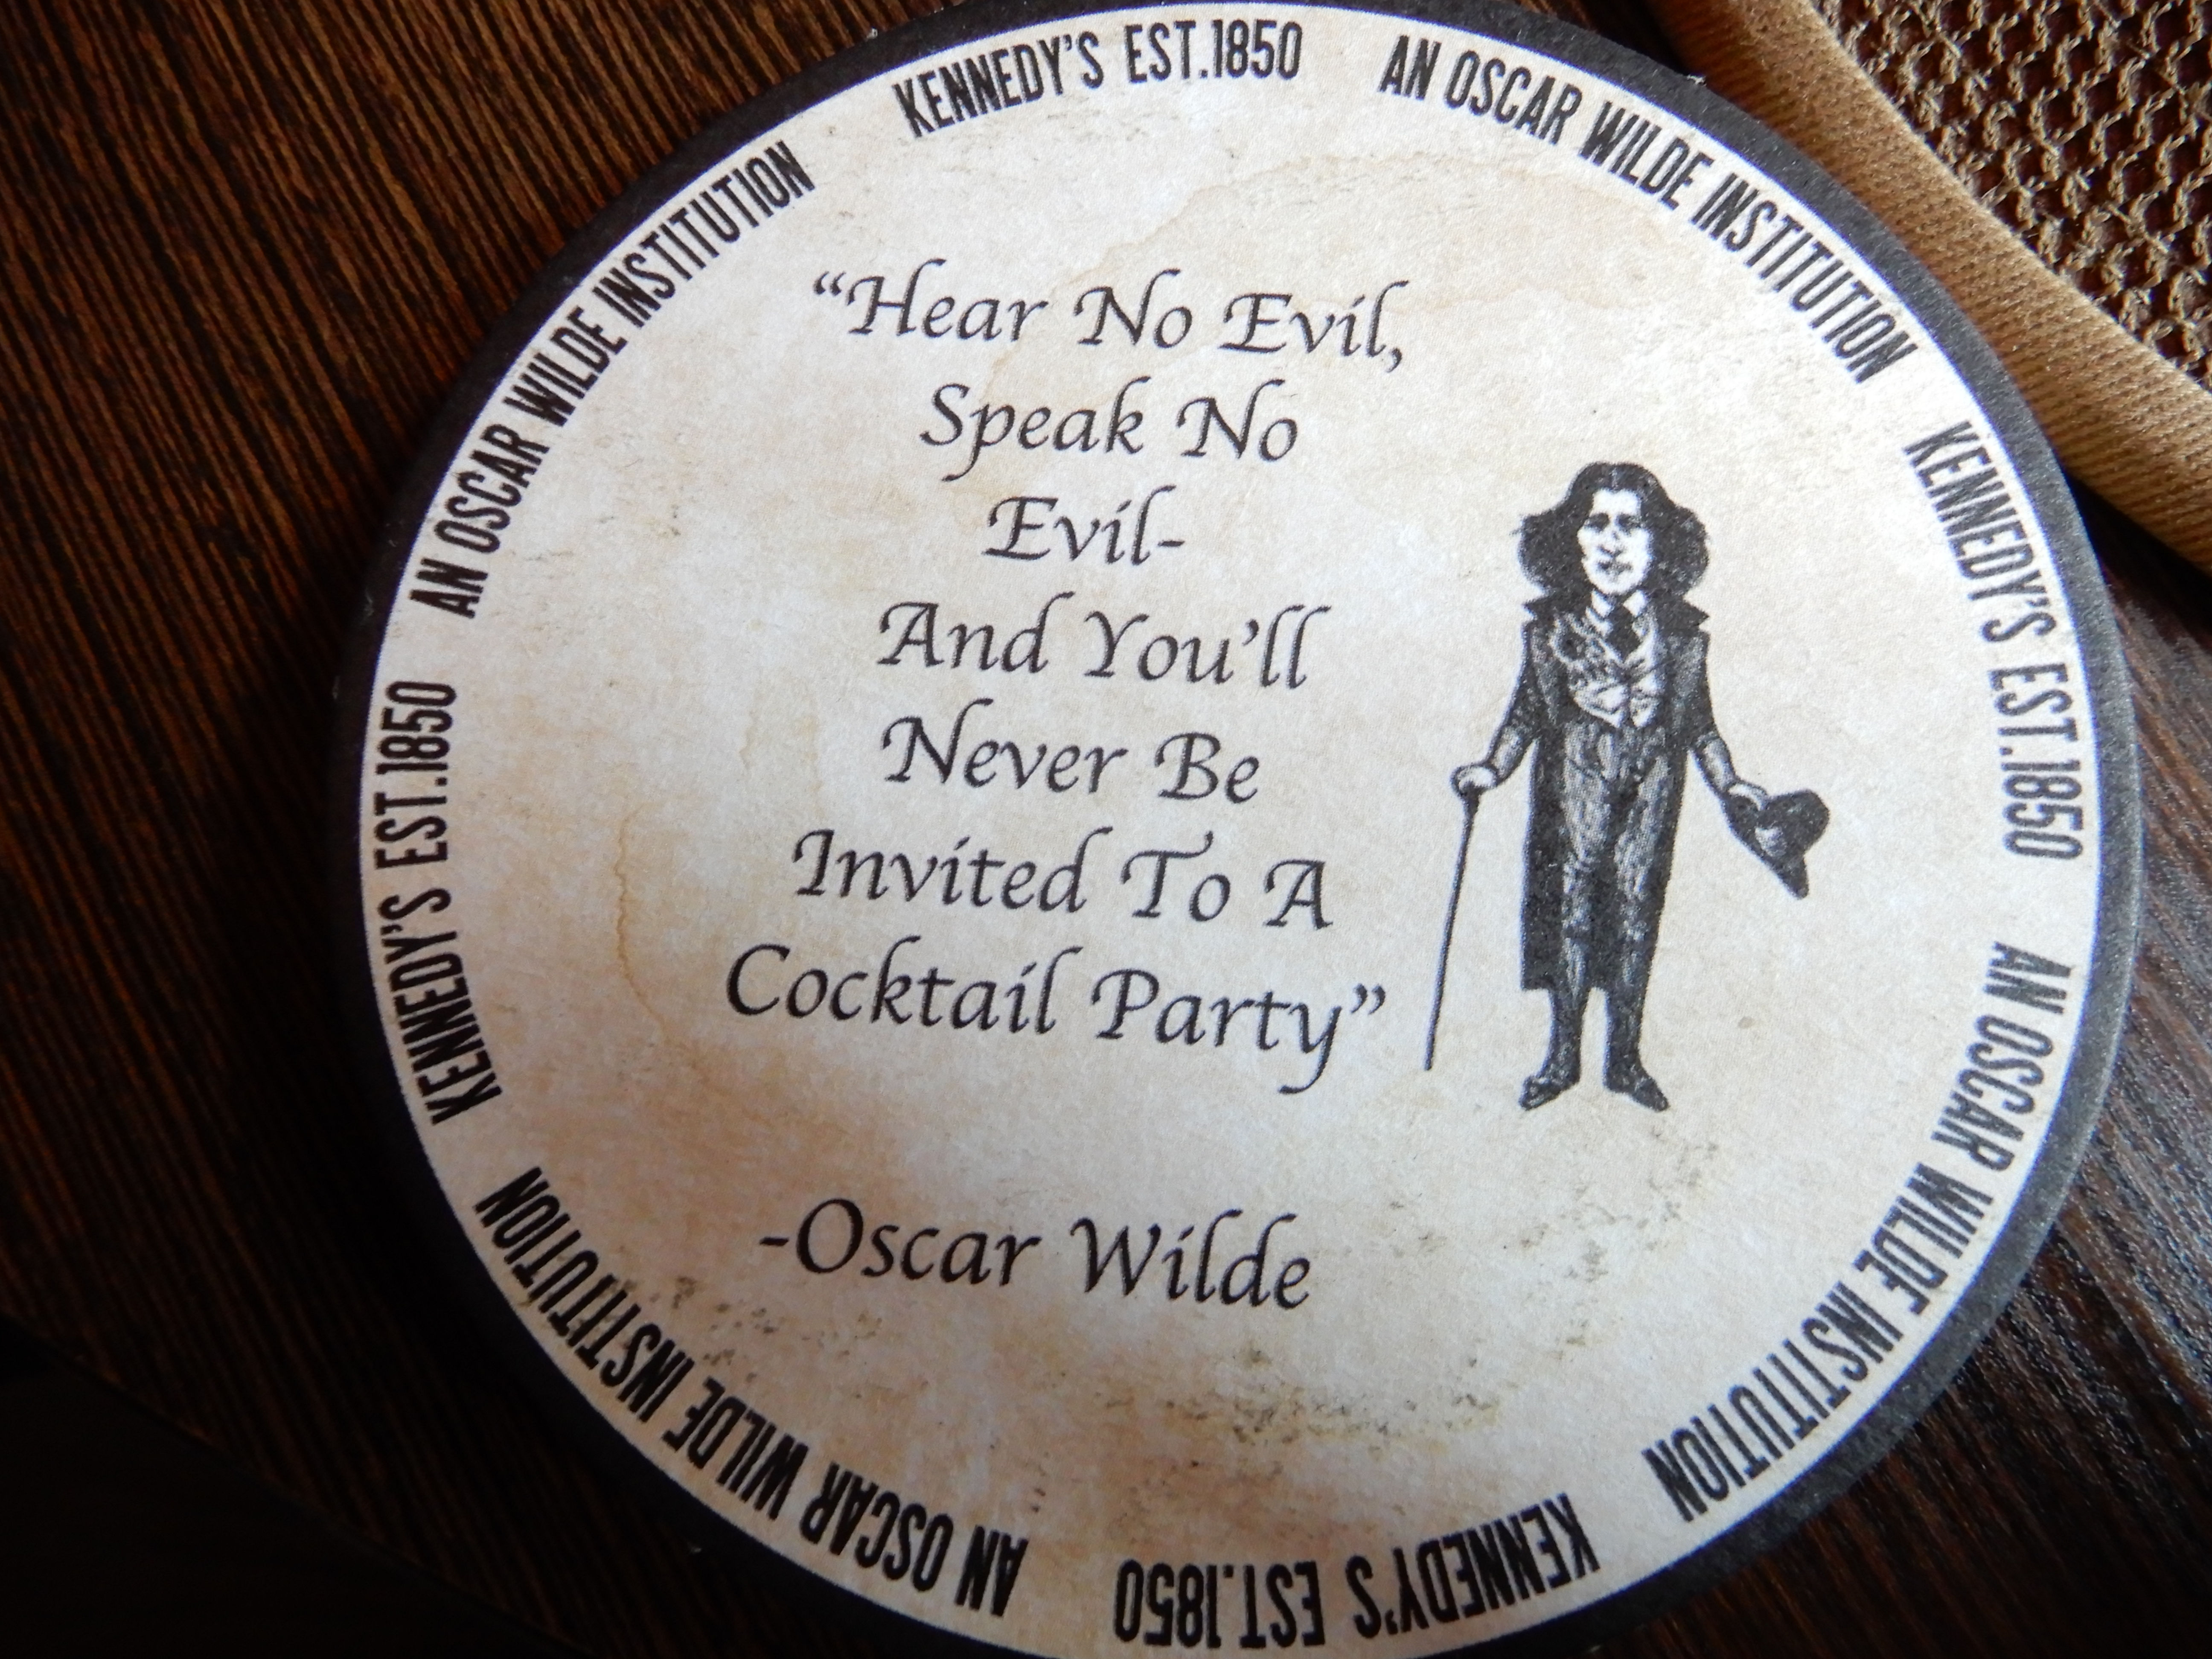 KENNEDY'S EST.1850
AN OSCAR WILDE INSTITUTION
KENNEDY'S EST.1850
AN OSCAR WILDE INSTITUTION
KENNEDY'S EST.1850
AN OSCAR WILDE INSTITUTION
KENNEDY'S EST.1850
AN OSCAR WILDE INSTITUTION
“Hear No Evil,
Speak No
Evil-
And You'll
Never Be
Invited To A
Cocktail Party”
-Oscar Wilde